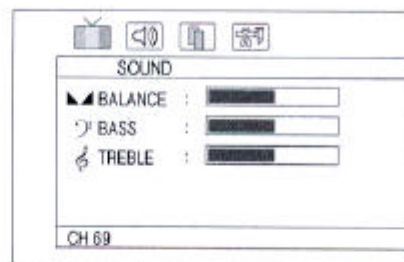 SOUND
BALANCE :
BASS :
TREBLE :
CH 69